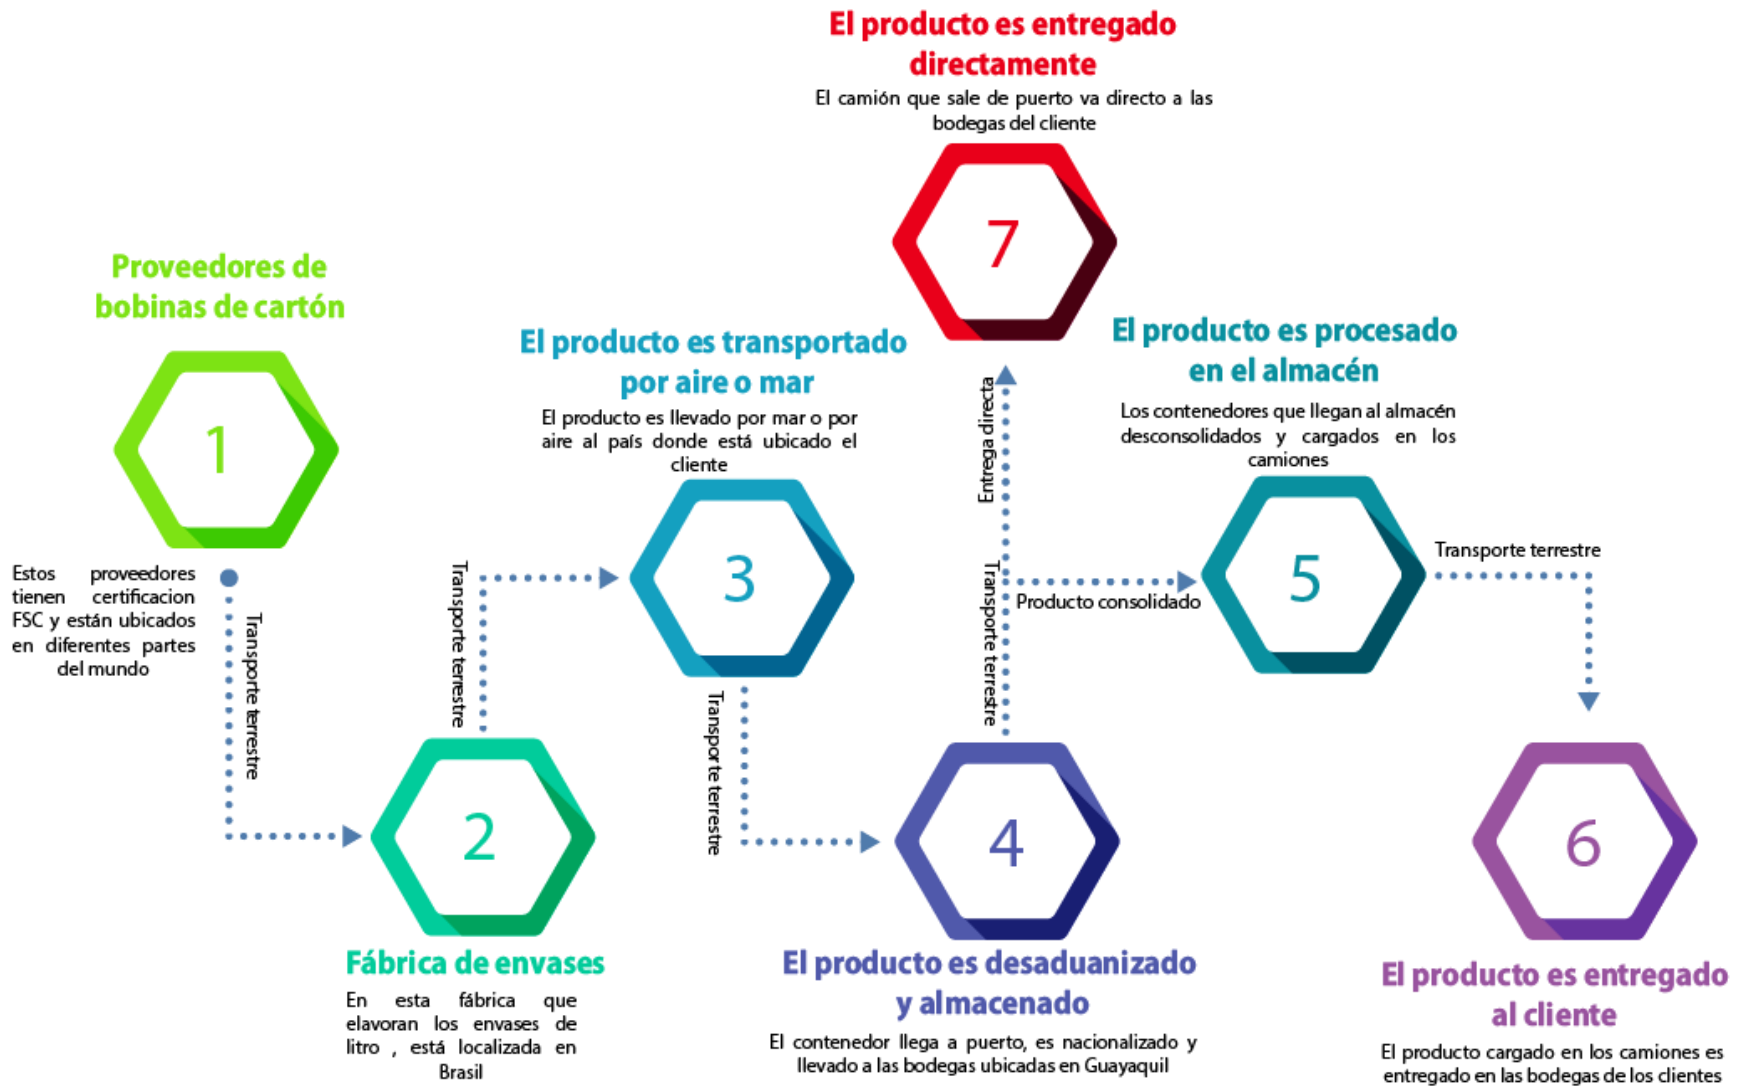 Proveedores de
bobinas de cartón
1
Estos proveedores
tienen certificacion
FSC y están ubicados
en diferentes partes
del mundo
Transporte terrestre
2
Fábrica de envases
En esta fábrica que
elavoran los envases de
litro , está localizada en
Brasil
Transporte terrestre
El producto es transportado
por aire o mar
El producto es llevado por mar o por
aire al país donde está ubicado el
cliente
3
Transporte terrestre
4
El producto es desaduanizado
y almacenado
El contenedor llega a puerto, es nacionalizado y
llevado a las bodegas ubicadas en Guayaquil
Transporte terrestre
Producto consolidado
El producto es procesado
en el almacén
Los contenedores que llegan al almacén
desconsolidados y cargados en los
camiones
5
Transporte terrestre
6
El producto es entregado
al cliente
El producto cargado en los camiones es
entregado en las bodegas de los clientes
Entrega directa
El producto es entregado
directamente
El camión que sale de puerto va directo a las
bodegas del cliente
7